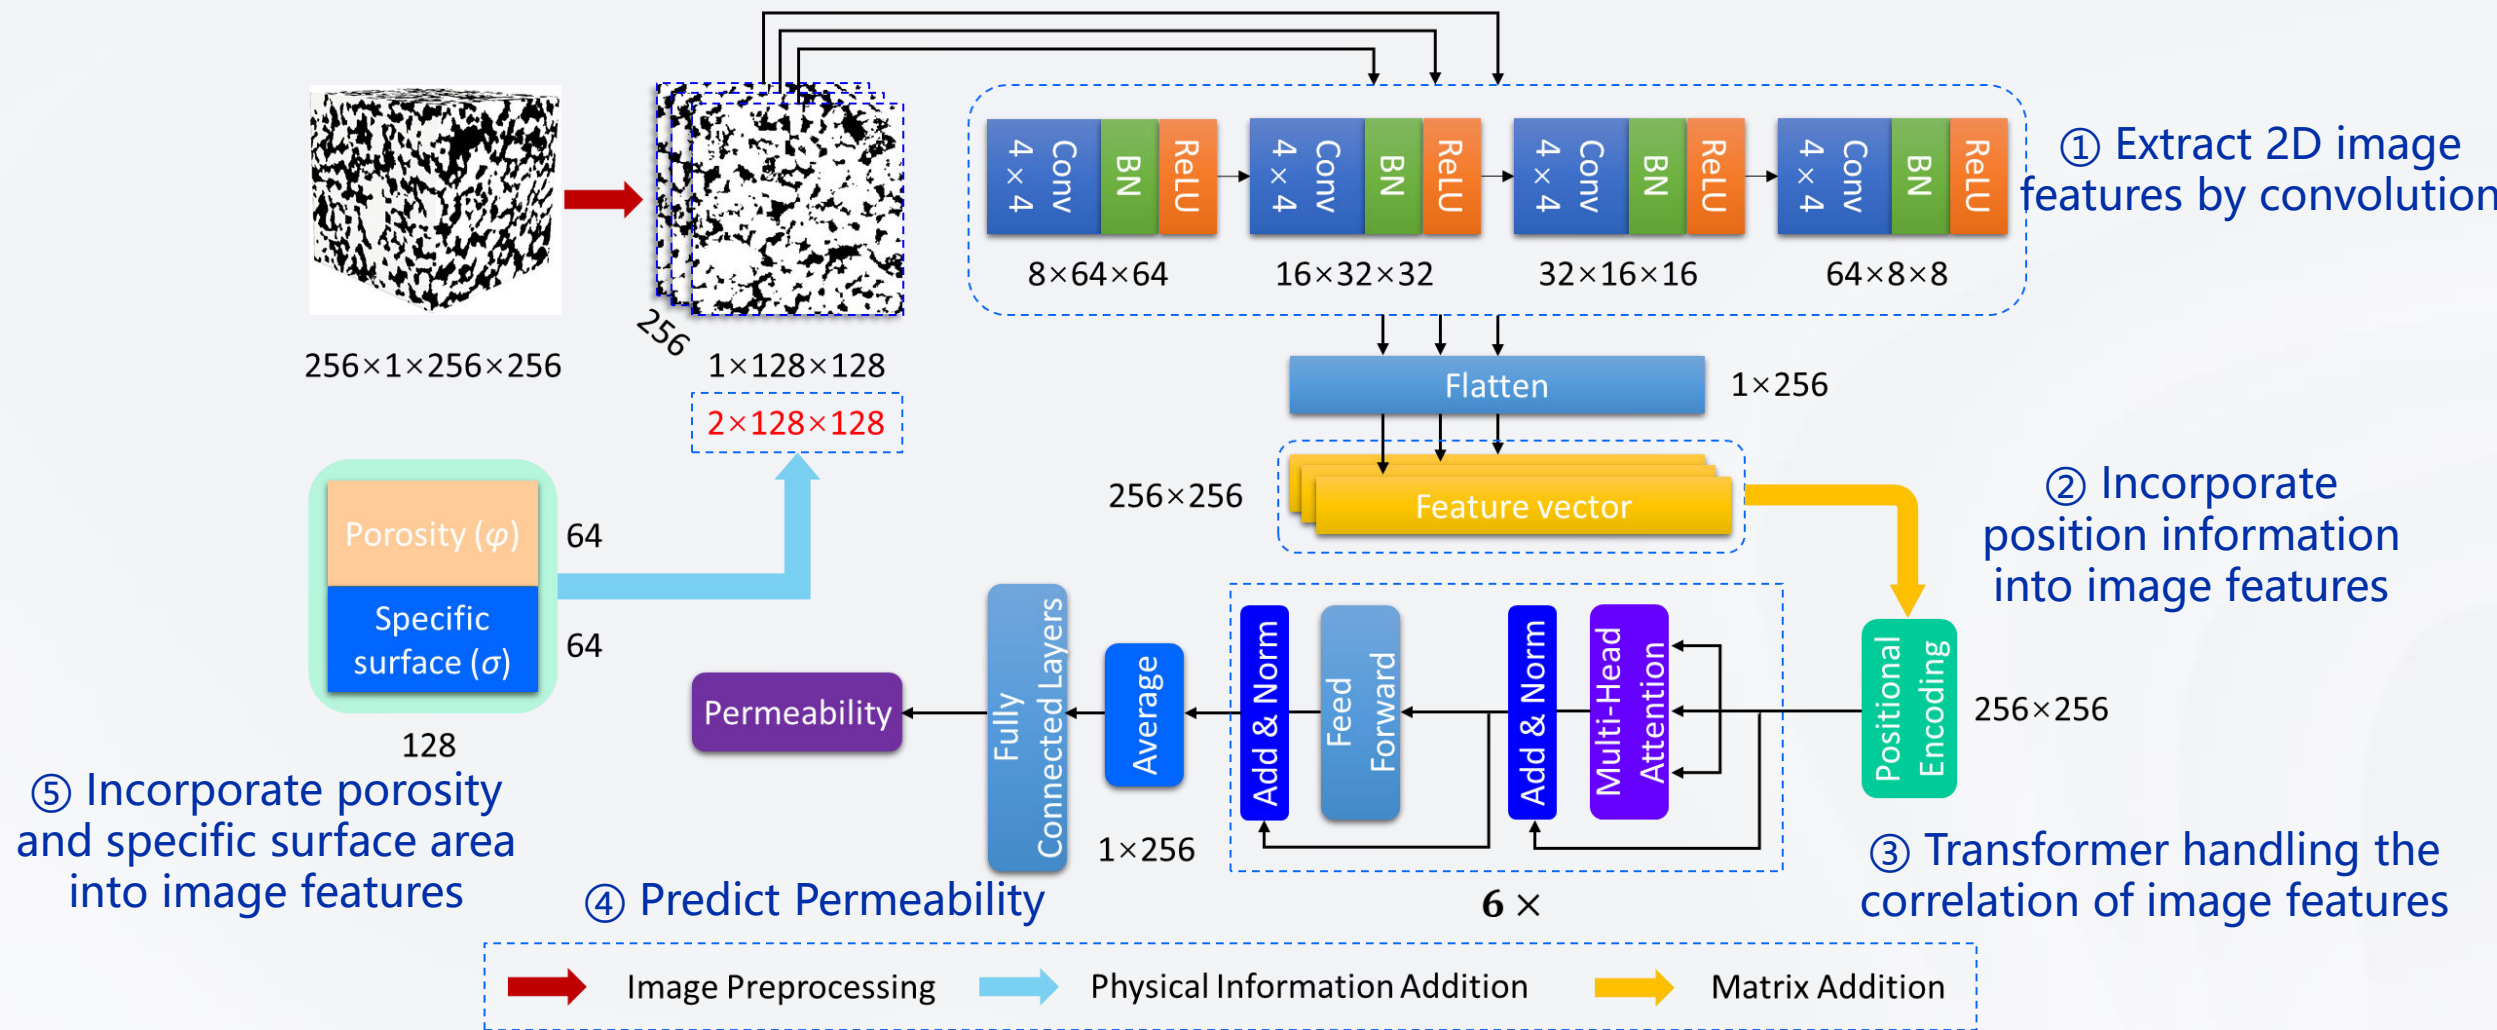 ① Extract 2D image
features by convolution
Conv
4×4
BN
ReLU
Conv
4×4
BN
ReLU
Conv
4×4
BN
ReLU
Conv
4×4
BN
ReLU
8×64×64
16×32×32
32×16×16
64×8×8
256
256×1×256×256
1×128×128
2×128×128
Flatten
1×256
Feature vector
256×256
② Incorporate
position information
into image features
Porosity (φ)
64
Specific
surface (σ)
64
128
Permeability
Fully
Connected Layers
Average
1×256
Add & Norm
Feed
Forward
Add & Norm
Multi-Head
Attention
Positional
Encoding
256×256
6 ×
③ Transformer handling the
correlation of image features
④ Predict Permeability
⑤ Incorporate porosity
and specific surface area
into image features
Image Preprocessing
Physical Information Addition
Matrix Addition